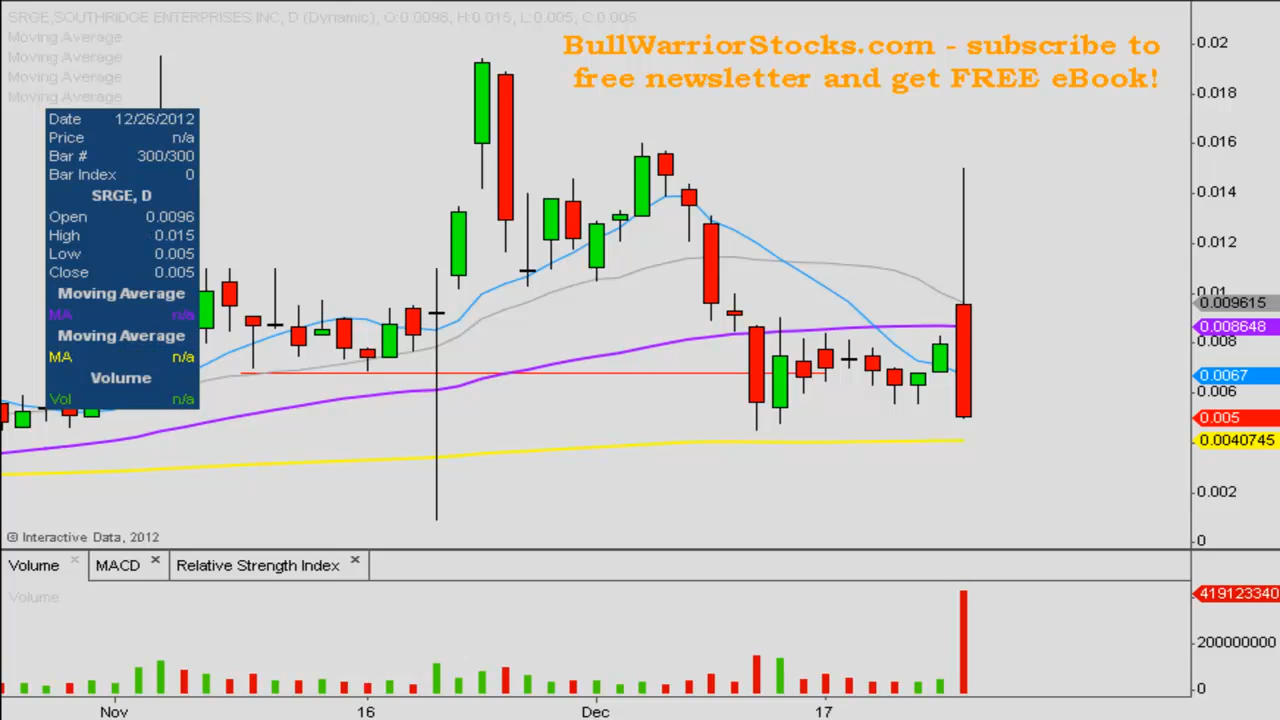 SRGE,SOUTHRIDGE ENTERPRISES INC, D (Dynamic), O:0.0096, H:0.015, L:0.005, C:0.005
Moving Average
Moving Average
Moving Average
Moving Average
BullWarriorStocks.com - subscribe to
free newsletter and get FREE eBook!
Date 12/26/2012
Price n/a
Bar # 300/300
Bar Index 0
SRGE, D
Open 0.0096
High 0.015
Low 0.005
Close 0.005
Moving Average
MA n/a
Moving Average
MA n/a
Volume
Vol n/a
0.02
0.018
0.016
0.014
0.012
0.01
0.009615
0.008648
0.008
0.0067
0.006
0.005
0.0040745
0.002
0
© Interactive Data, 2012
Volume × MACD × Relative Strength Index ×
Volume
419123340
200000000
0
Nov 16 Dec 17